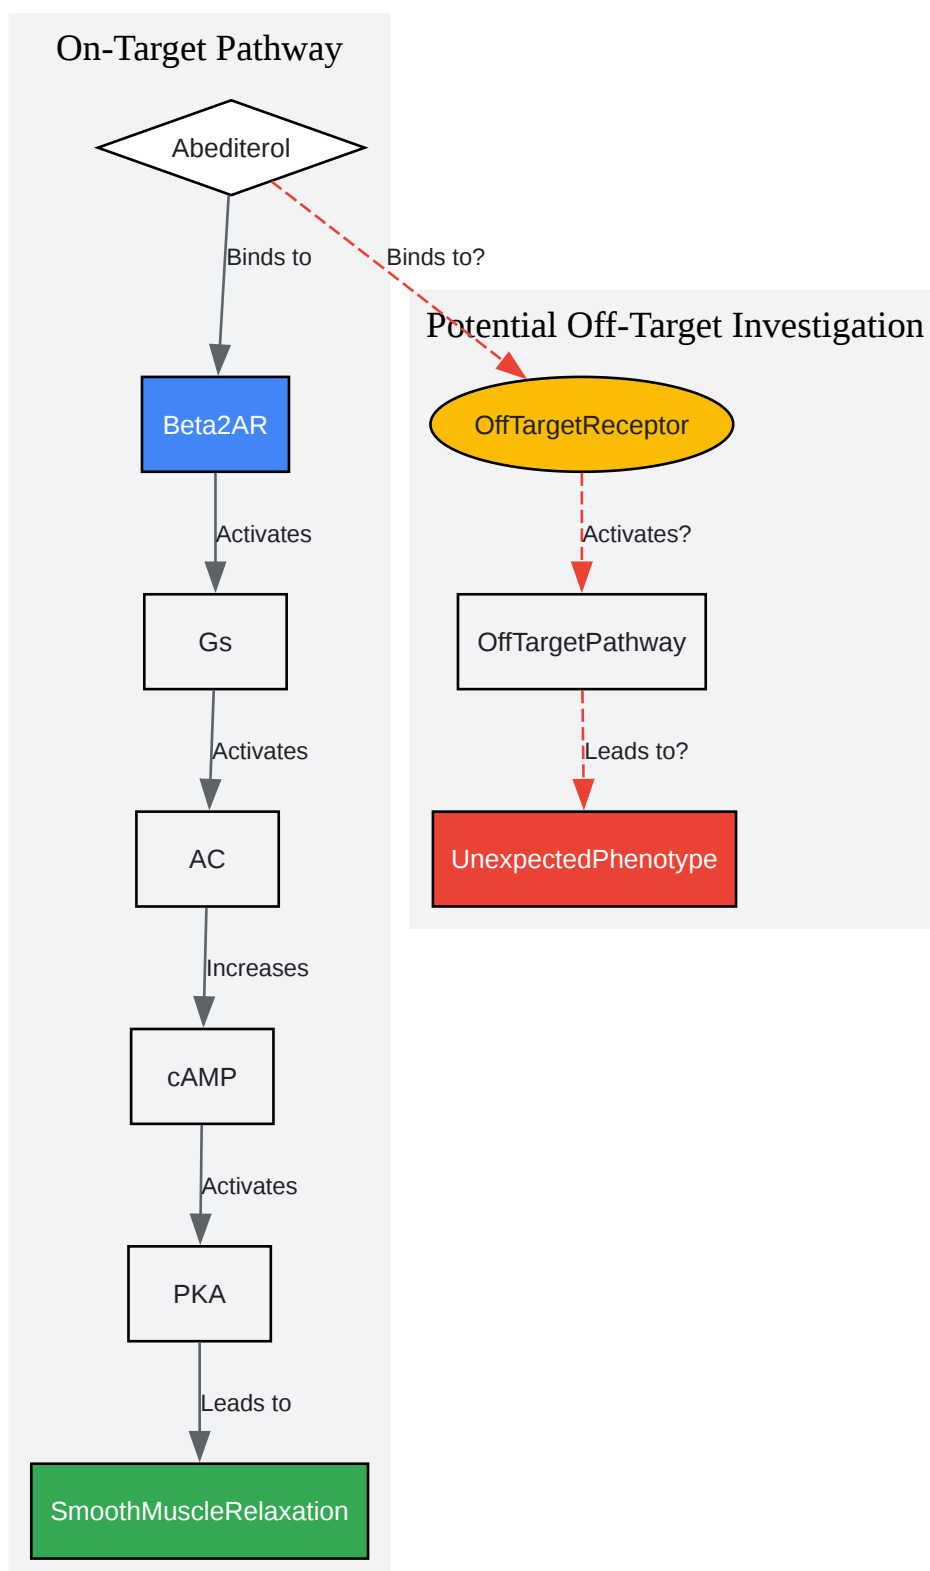 On-Target Pathway
Abediterol
Binds to
Binds to?
Potential Off-Target Investigation
Beta2AR
OffTargetReceptor
Activates
Activates?
Gs
OffTargetPathway
Activates
Leads to?
AC
UnexpectedPhenotype
Increases
cAMP
Activates
PKA
Leads to
SmoothMuscleRelaxation